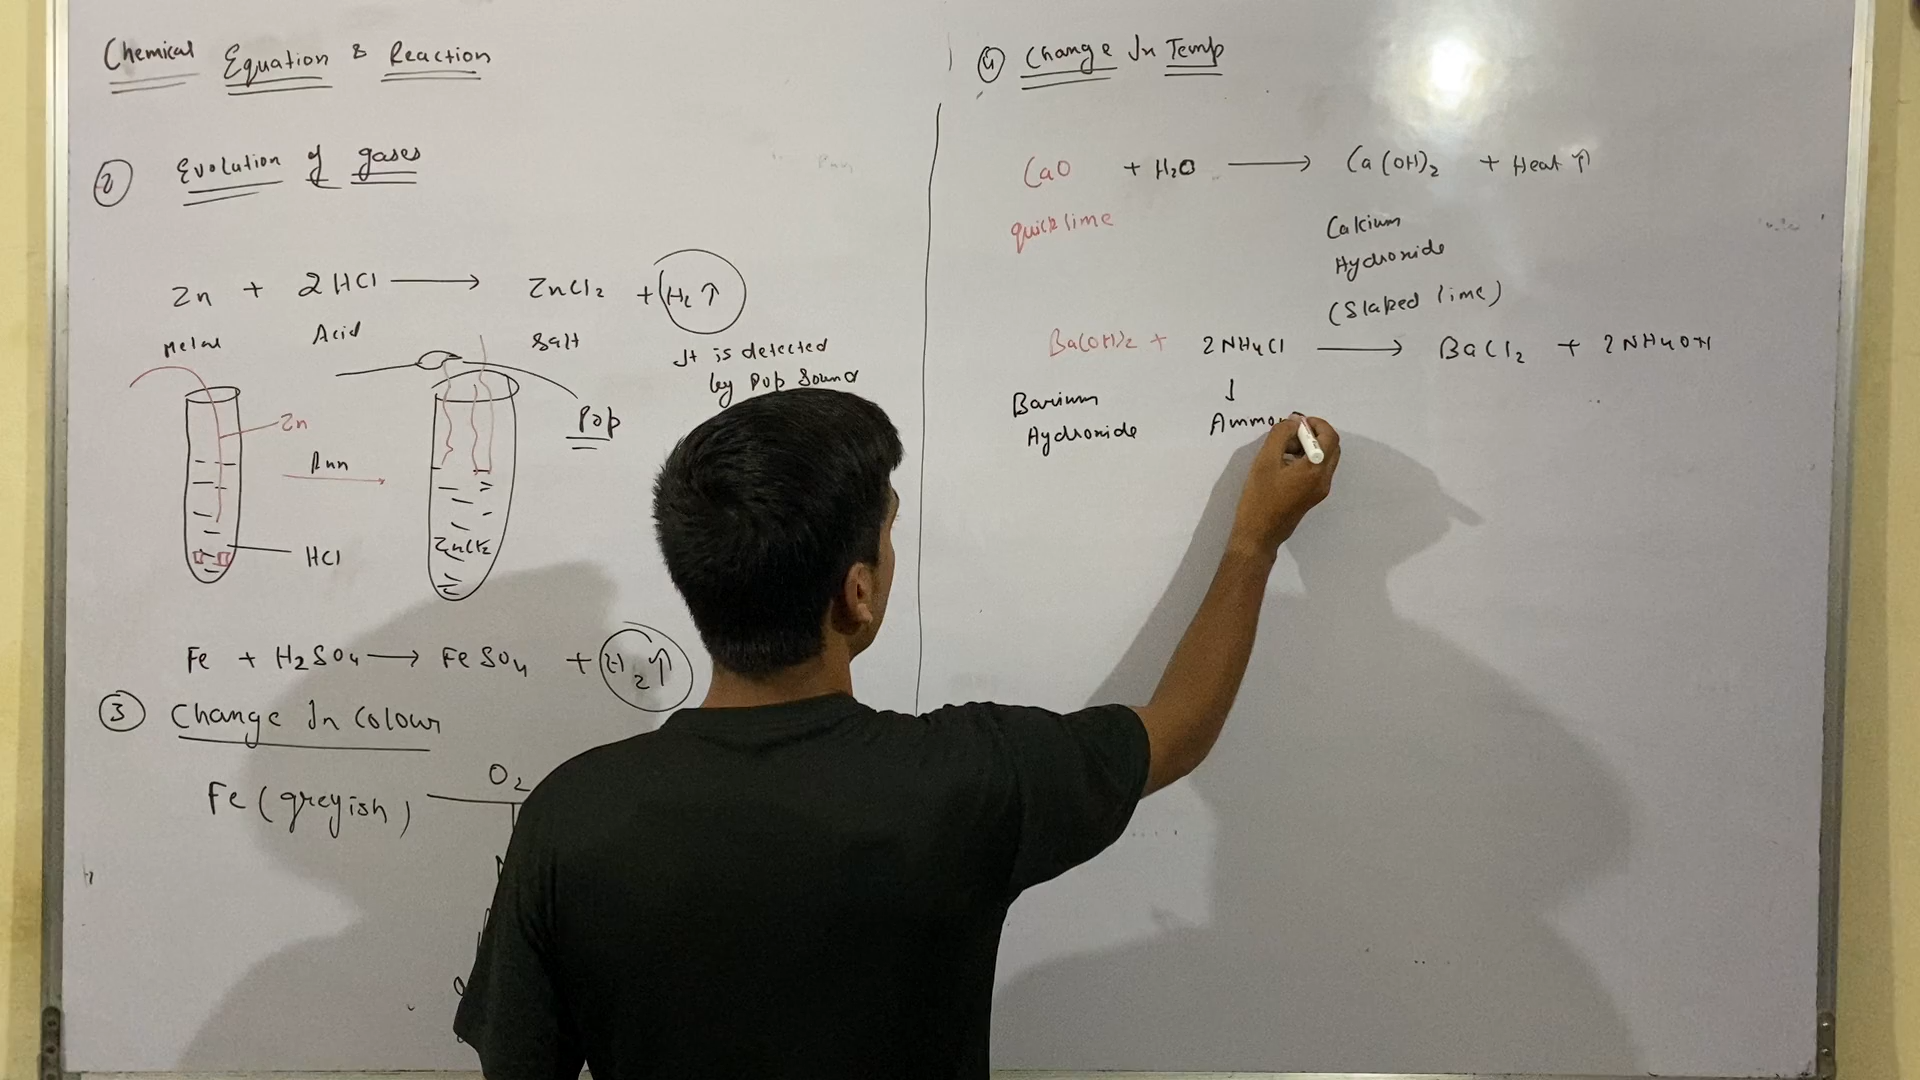 Chemical Equation & Reaction
② Evolution of gases
Zn + 2HCl ⟶ ZnCl2 + H2 ↑
Metal Acid Salt
It is detected
by Pop Sound
Zn
Pop
HCl
ZnCl2
Fe + H2SO4 ⟶ FeSO4 + H2 ↑
③ Change In Colour
Fe (greyish)
O2
④ Change In Temp
CaO + H2O ⟶ Ca(OH)2 + Heat ↑
quick lime
Calcium
Hydroxide
(Slaked lime)
Ba(OH)2 + 2NH4Cl ⟶ BaCl2 + 2NH4OH
↓
Barium
Hydroxide
Ammo